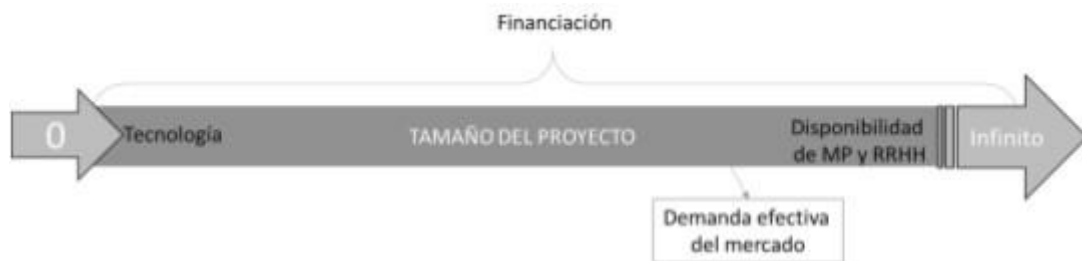 Financiación
0
Tecnología
TAMAÑO DEL PROYECTO
Disponibilidad
de MP y RRHH
Infinito
Demanda efectiva
del mercado